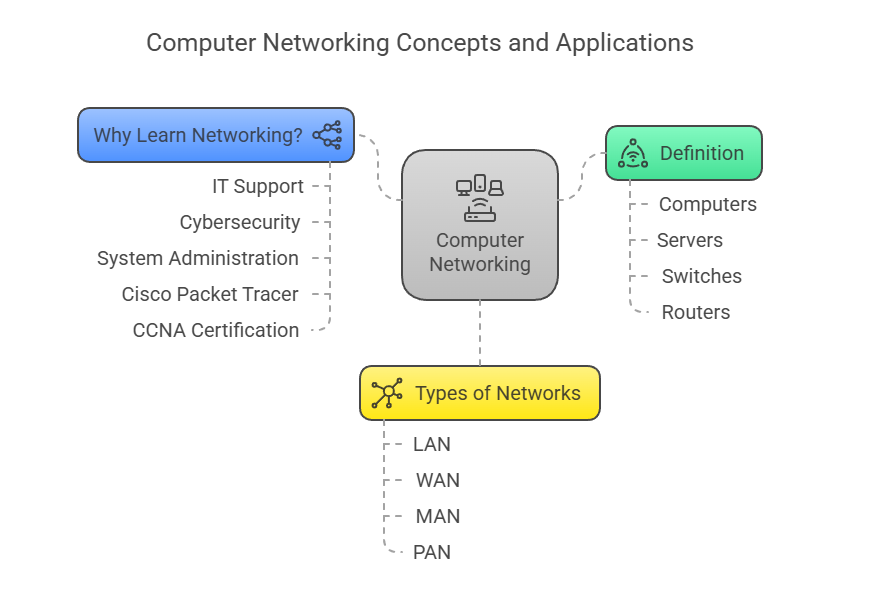 Computer Networking Concepts and Applications
Why Learn Networking?
IT Support
Cybersecurity
System Administration
Cisco Packet Tracer
CCNA Certification
Computer
Networking
Definition
Computers
Servers
Switches
Routers
Types of Networks
LAN
WAN
MAN
PAN